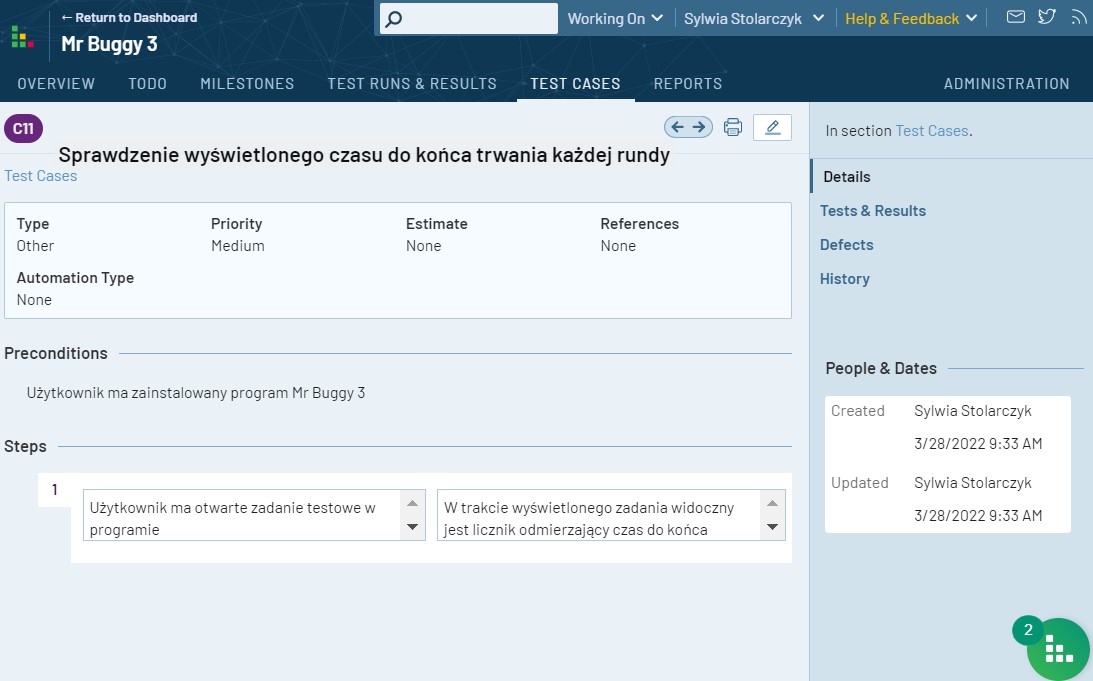 ← Return to Dashboard
Mr Buggy 3
Working On
Sylwia Stolarczyk
Help & Feedback
OVERVIEW
TODO
MILESTONES
TEST RUNS & RESULTS
TEST CASES
REPORTS
ADMINISTRATION
C11
Sprawdzenie wyświetlonego czasu do końca trwania każdej rundy
Test Cases
Type
Other
Priority
Medium
Estimate
None
References
None
Automation Type
None
Preconditions
Użytkownik ma zainstalowany program Mr Buggy 3
Steps
1
Użytkownik ma otwarte zadanie testowe w
programie
W trakcie wyświetlonego zadania widoczny
jest licznik odmierzający czas do końca
In section Test Cases.
Details
Tests & Results
Defects
History
People & Dates
Created
Sylwia Stolarczyk
3/28/2022 9:33 AM
Updated
Sylwia Stolarczyk
3/28/2022 9:33 AM
2